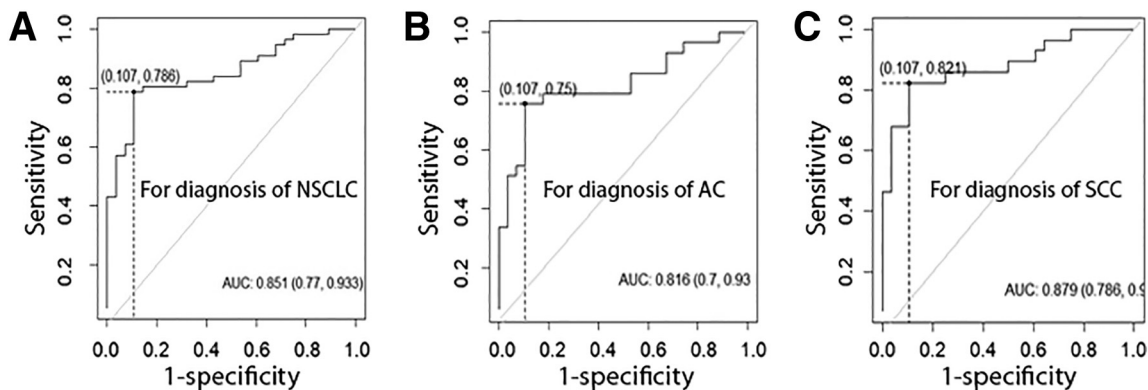 A
Sensitivity
1.0
0.8
0.6
0.4
0.2
(0.107, 0.786)
For diagnosis of NSCLC
AUC: 0.851 (0.77, 0.933)
0.0 0.2 0.4 0.6 0.8 1.0
1-specificity
B
Sensitivity
1.0
0.8
0.6
0.4
0.2
(0.107, 0.75)
For diagnosis of AC
AUC: 0.816 (0.7, 0.93
0.0 0.2 0.4 0.6 0.8 1.0
1-specificity
C
Sensitivity
1.0
0.8
0.6
0.4
0.2
(0.107, 0.821)
For diagnosis of SCC
AUC: 0.879 (0.786, 0.9
0.0 0.2 0.4 0.6 0.8 1.0
1-specificity